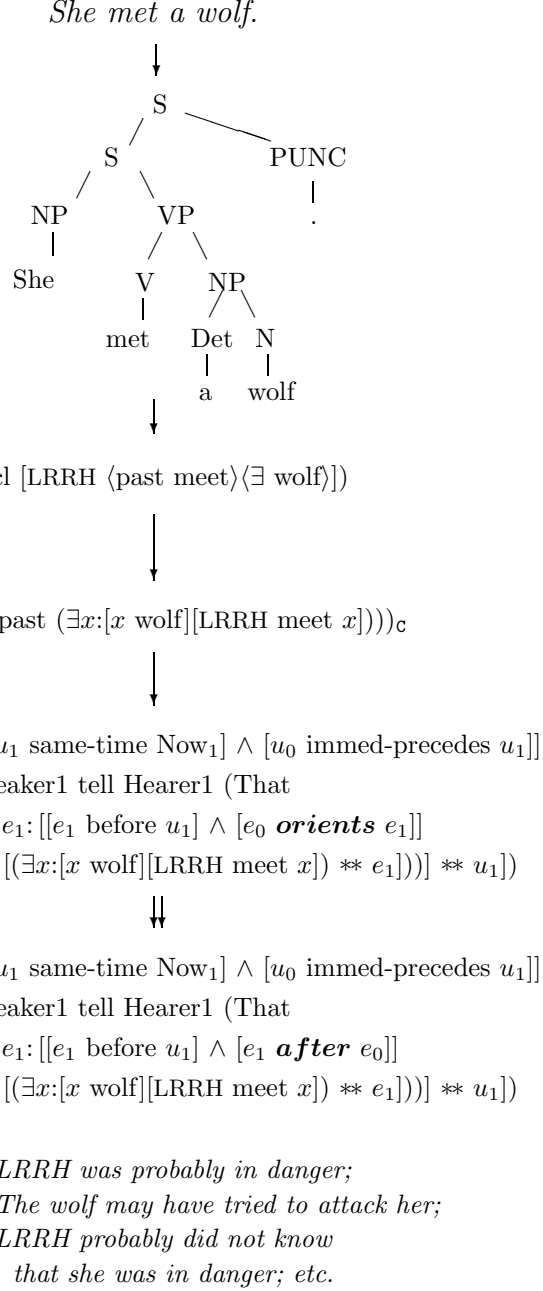 She met a wolf.
S
S PUNC
NP VP .
She V NP
met Det N
a wolf
cl [LRRH ⟨past meet⟩⟨∃ wolf⟩])
past (∃x:[x wolf][LRRH meet x])))C
u1 same-time Now1] ∧ [u0 immed-precedes u1]]
eaker1 tell Hearer1 (That
e1: [[e1 before u1] ∧ [e0 orients e1]]
[(∃x:[x wolf][LRRH meet x]) ** e1]))] ** u1])
u1 same-time Now1] ∧ [u0 immed-precedes u1]]
eaker1 tell Hearer1 (That
e1: [[e1 before u1] ∧ [e1 after e0]]
[(∃x:[x wolf][LRRH meet x]) ** e1]))] ** u1])
LRRH was probably in danger;
The wolf may have tried to attack her;
LRRH probably did not know
that she was in danger; etc.